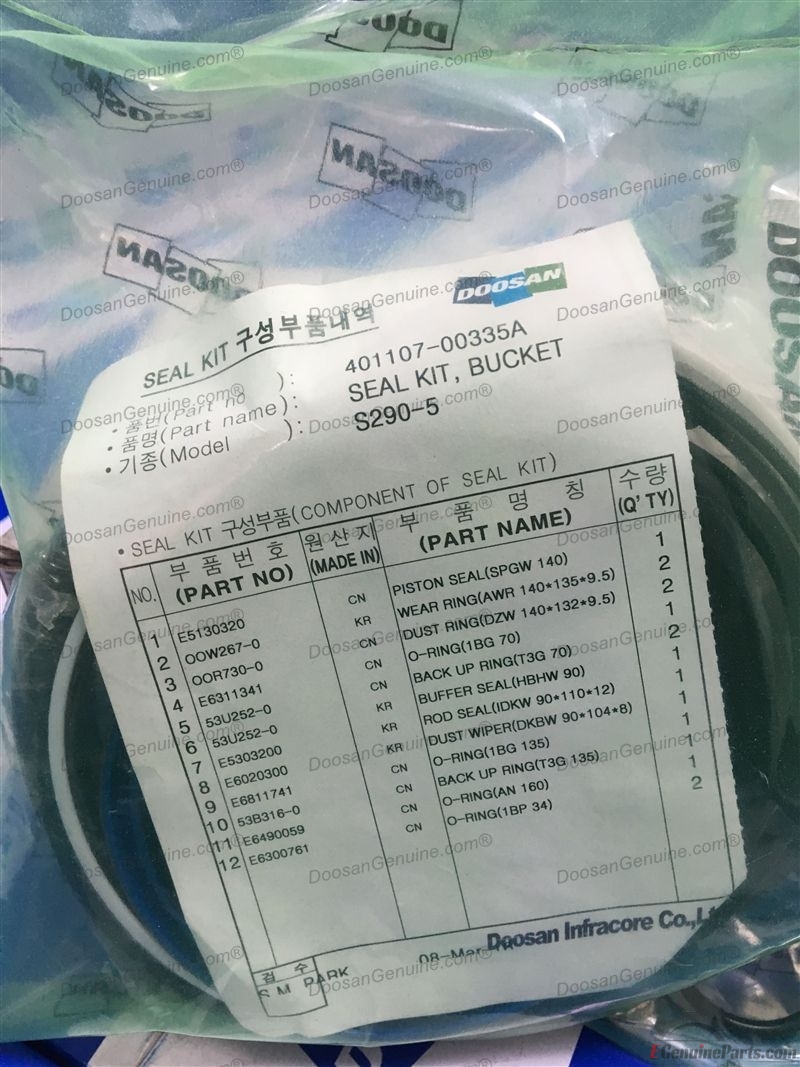 DOOSAN
DoosanGenuine.com®
DOOSAN
SEAL KIT 구성부품내역
• 품번(Part no ): 401107-00335A
• 품명(Part name): SEAL KIT, BUCKET
• 기종(Model ): S290-5
• SEAL KIT 구성부품(COMPONENT OF SEAL KIT)
NO. 부품번호 (PART NO) 원산지 (MADE IN) 부 품 명 칭 (PART NAME) 수량 (Q' TY)
1 E5130320 CN PISTON SEAL(SPGW 140) 1
2 OOW267-0 KR WEAR RING(AWR 140*135*9.5) 2
3 OOR730-0 CN DUST RING(DZW 140*132*9.5) 2
4 E6311341 CN O-RING(1BG 70) 1
5 53U252-0 CN BACK UP RING(T3G 70) 2
6 53U252-0 KR BUFFER SEAL(HBHW 90) 1
7 E5303200 KR ROD SEAL(IDKW 90*110*12) 1
8 E6020300 KR DUST WIPER(DKBW 90*104*8) 1
9 E6811741 CN O-RING(1BG 135) 1
10 53B316-0 CN BACK UP RING(T3G 135) 1
11 E6490059 CN O-RING(AN 160) 1
12 E6300761 CN O-RING(1BP 34) 2
검 수
S.M. PARK
08-Mar
Doosan Infracore Co.,Lt
1GenuineParts.com